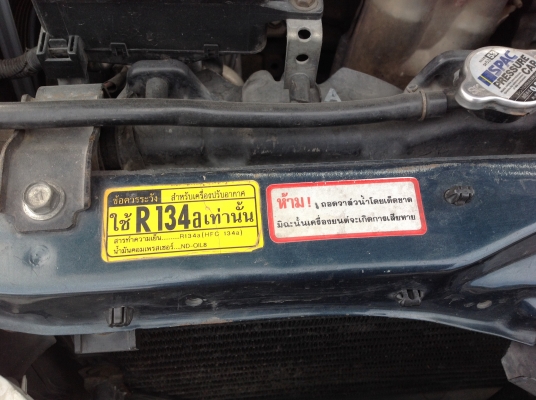 ข้อควรระวัง สำหรับเครื่องปรับอากาศ
ใช้ R 134a เท่านั้น
สารทำความเย็น..........R134a(HFC 134a)
น้ำมันคอมเพรสเซอร์...ND-OIL8
ห้าม! ถอดวาล์วน้ำโดยเด็ดขาด
มิฉะนั้นเครื่องยนต์จะเกิดการเสียหาย
SPAC
PRESSURE
CAP